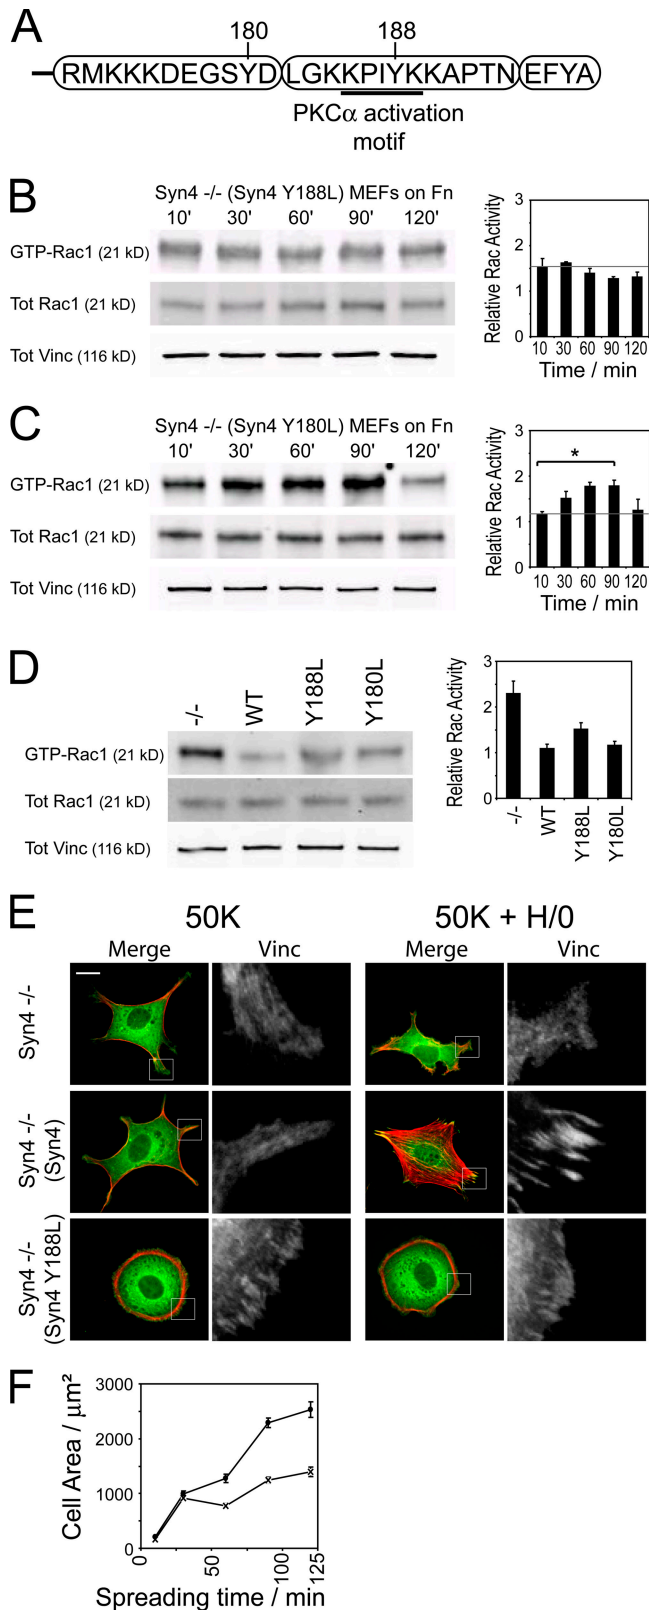 A
180 188
RMKKKDEGSYDLGKKPIYKKAPTNEFYA
PKCα activation
motif
B
Syn4 -/- (Syn4 Y188L) MEFs on Fn
10' 30' 60' 90' 120'
GTP-Rac1 (21 kD)
Tot Rac1 (21 kD)
Tot Vinc (116 kD)
Relative Rac Activity
3
2
1
0
10 30 60 90 120
Time / min
C
Syn4 -/- (Syn4 Y180L) MEFs on Fn
10' 30' 60' 90' 120'
GTP-Rac1 (21 kD)
Tot Rac1 (21 kD)
Tot Vinc (116 kD)
Relative Rac Activity
3
2
1
0
*
10 30 60 90 120
Time / min
D
-/- WT Y188L Y180L
GTP-Rac1 (21 kD)
Tot Rac1 (21 kD)
Tot Vinc (116 kD)
Relative Rac Activity
3
2
1
0
-/- WT Y188L Y180L
E
50K 50K + H/0
Merge Vinc Merge Vinc
Syn4 -/-
Syn4 -/-
(Syn4)
Syn4 -/-
(Syn4 Y188L)
F
Cell Area / µm²
3000
2000
1000
0
0 50 100 125
Spreading time / min